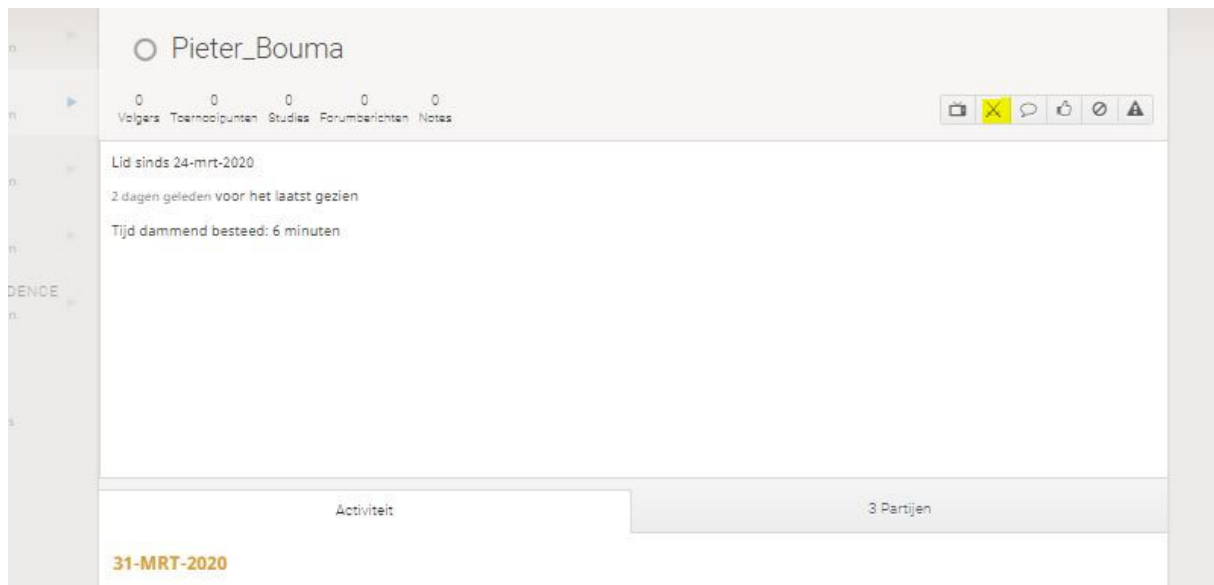 Pieter_Bouma
0 0 0 0 0
Volgers Toernooipunten Studies Forumberichten Notes
Lid sinds 24-mrt-2020
2 dagen geleden voor het laatst gezien
Tijd dammend besteed: 6 minuten
DENCE
Activiteit 3 Partijen
31-MRT-2020